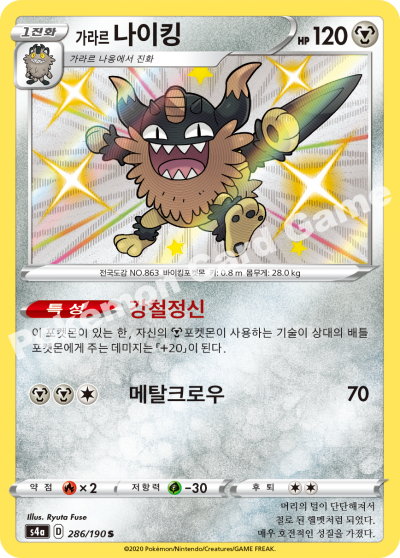 1진화
가라르 나이킹 HP 120
가라르 나옹에서 진화
전국도감 NO.863 바이킹포켓몬 키: 0.8 m 몸무게: 28.0 kg
특성 강철정신
이 포켓몬이 있는 한, 자신의 포켓몬이 사용하는 기술이 상대의 배틀
포켓몬에게 주는 데미지는 「+20」이 된다.
메탈크로우 70
약점 ×2 저항력 -30 후퇴
Illus. Ryuta Fuse
s4a D 286/190 S
머리의 털이 단단해져서
철로 된 헬멧처럼 되었다.
매우 호전적인 성질을 가졌다.
©2020 Pokémon/Nintendo/Creatures/GAME FREAK.
Pokémon Card Game